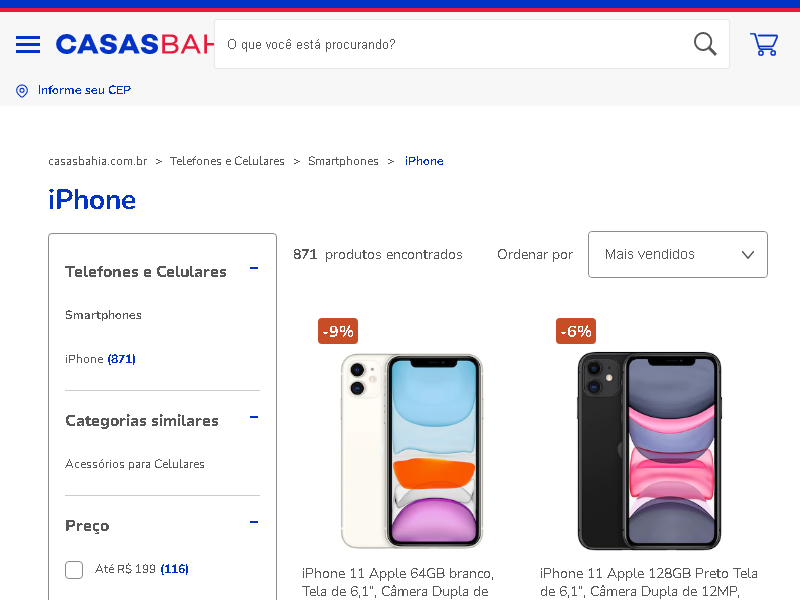 CASASBAH
O que você está procurando?
Informe seu CEP
casasbahia.com.br > Telefones e Celulares > Smartphones > iPhone
iPhone
871 produtos encontrados
Ordenar por
Mais vendidos
Telefones e Celulares
Smartphones
iPhone (871)
Categorias similares
Acessórios para Celulares
Preço
Até R$ 199 (116)
-9%
iPhone 11 Apple 64GB branco,
Tela de 6,1”, Câmera Dupla de
-6%
iPhone 11 Apple 128GB Preto Tela
de 6,1”, Câmera Dupla de 12MP,